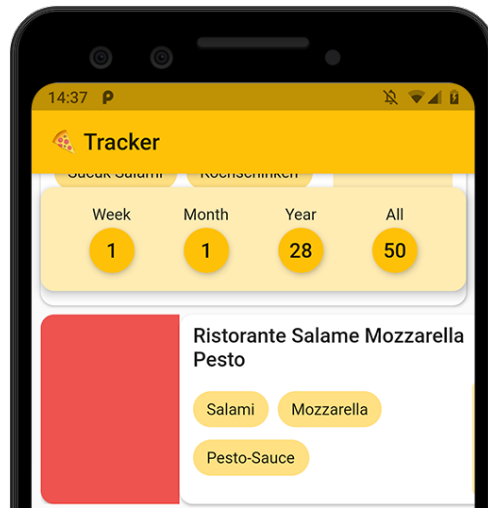 14:37
Tracker
Sucuk Salami Kochschinken
Week Month Year All
1 1 28 50
Ristorante Salame Mozzarella
Pesto
Salami Mozzarella
Pesto-Sauce